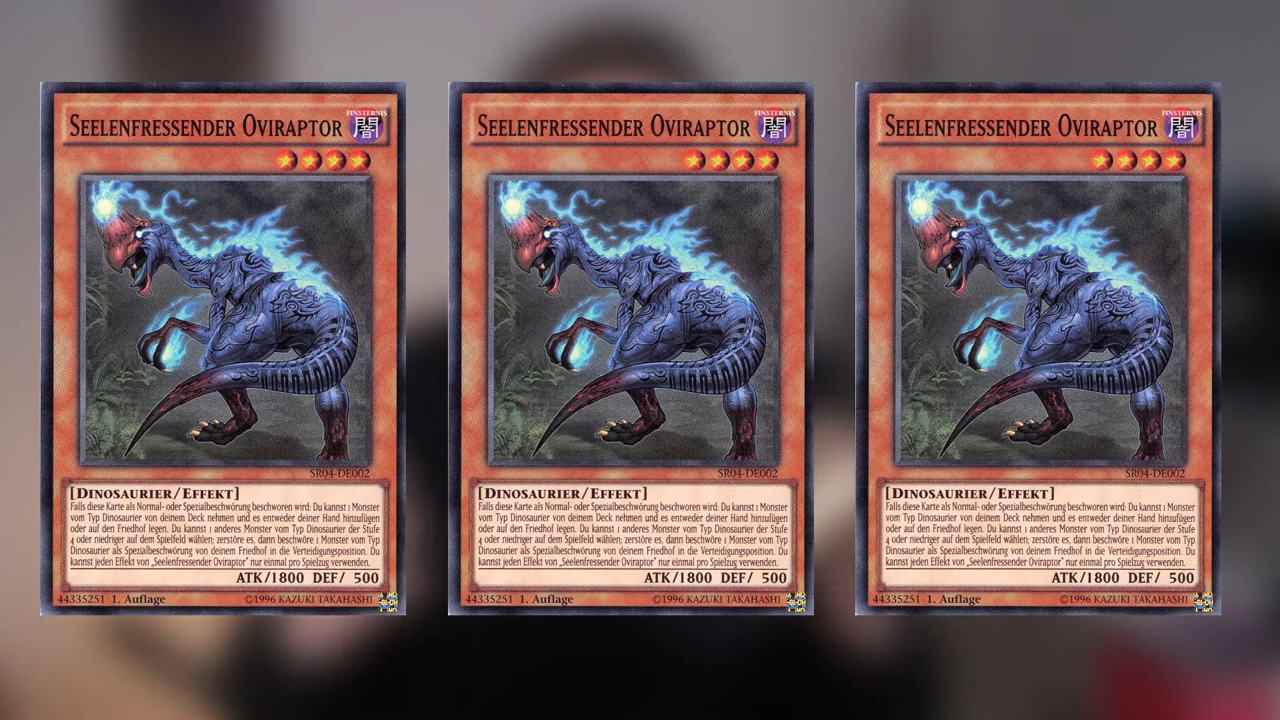 SEELENFRESSENDER OVIRAPTOR
FINSTERNIS
闇
SR04-DE002
[DINOSAURIER/EFFEKT]
Falls diese Karte als Normal- oder Spezialbeschwörung beschworen wird: Du kannst 1 Monster
vom Typ Dinosaurier von deinem Deck nehmen und es entweder deiner Hand hinzufügen
oder auf den Friedhof legen. Du kannst 1 anderes Monster vom Typ Dinosaurier der Stufe
4 oder niedriger auf dem Spielfeld wählen; zerstöre es, dann beschwöre 1 Monster vom Typ
Dinosaurier als Spezialbeschwörung von deinem Friedhof in die Verteidigungsposition. Du
kannst jeden Effekt von „Seelenfressender Oviraptor" nur einmal pro Spielzug verwenden.
ATK/1800 DEF/ 500
44335251 1. Auflage ©1996 KAZUKI TAKAHASHI
SEELENFRESSENDER OVIRAPTOR
FINSTERNIS
闇
SR04-DE002
[DINOSAURIER/EFFEKT]
Falls diese Karte als Normal- oder Spezialbeschwörung beschworen wird: Du kannst 1 Monster
vom Typ Dinosaurier von deinem Deck nehmen und es entweder deiner Hand hinzufügen
oder auf den Friedhof legen. Du kannst 1 anderes Monster vom Typ Dinosaurier der Stufe
4 oder niedriger auf dem Spielfeld wählen; zerstöre es, dann beschwöre 1 Monster vom Typ
Dinosaurier als Spezialbeschwörung von deinem Friedhof in die Verteidigungsposition. Du
kannst jeden Effekt von „Seelenfressender Oviraptor" nur einmal pro Spielzug verwenden.
ATK/1800 DEF/ 500
44335251 1. Auflage ©1996 KAZUKI TAKAHASHI
SEELENFRESSENDER OVIRAPTOR
FINSTERNIS
闇
SR04-DE002
[DINOSAURIER/EFFEKT]
Falls diese Karte als Normal- oder Spezialbeschwörung beschworen wird: Du kannst 1 Monster
vom Typ Dinosaurier von deinem Deck nehmen und es entweder deiner Hand hinzufügen
oder auf den Friedhof legen. Du kannst 1 anderes Monster vom Typ Dinosaurier der Stufe
4 oder niedriger auf dem Spielfeld wählen; zerstöre es, dann beschwöre 1 Monster vom Typ
Dinosaurier als Spezialbeschwörung von deinem Friedhof in die Verteidigungsposition. Du
kannst jeden Effekt von „Seelenfressender Oviraptor" nur einmal pro Spielzug verwenden.
ATK/1800 DEF/ 500
44335251 1. Auflage ©1996 KAZUKI TAKAHASHI